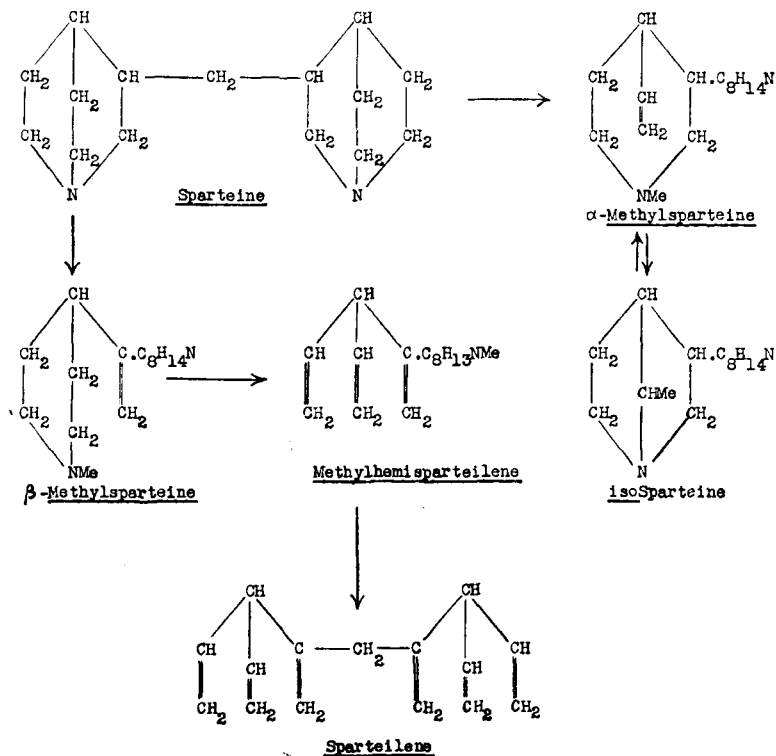 CH CH CH
CH₂ CH CH₂ CH CH₂ CH₂ CH.C₈H₁₄N
CH₂ CH₂ CH
CH₂ CH₂ CH₂ CH₂ CH₂ CH₂ CH₂
CH₂ CH₂
N Sparteine N NMe
α-Methylsparteine
CH CH CH
CH₂ C.C₈H₁₄N CH CH C.C₈H₁₃NMe CH₂ CH.C₈H₁₄N
CH₂ CHMe
CH₂ CH₂ CH₂ CH₂ CH₂ CH₂ CH₂
CH₂
NMe Methylhemisparteilene N
β-Methylsparteine isoSparteine
CH CH
CH C CH₂ C CH
CH CH
CH₂ CH₂ CH₂ CH₂ CH₂ CH₂
Sparteilene